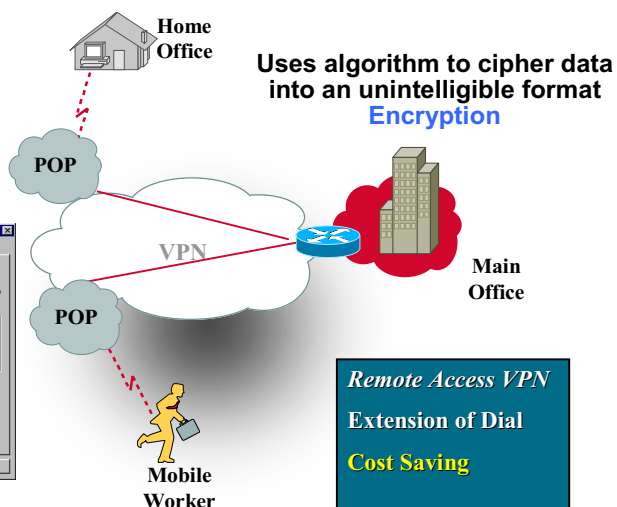 Home
Office
Uses algorithm to cipher data
into an unintelligible format
Encryption
POP
VPN
Main
Office
POP
Remote Access VPN
Extension of Dial
Cost Saving
Mobile
Worker